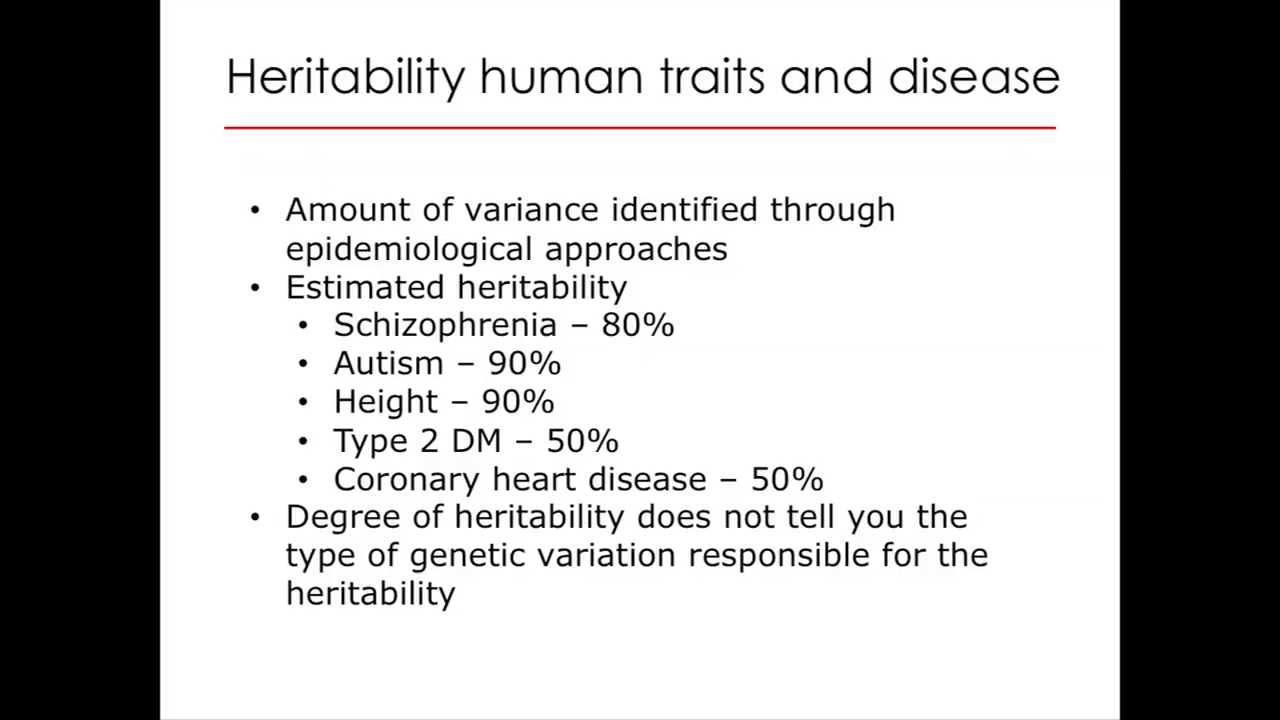 Heritability human traits and disease
• Amount of variance identified through
epidemiological approaches
• Estimated heritability
• Schizophrenia – 80%
• Autism – 90%
• Height – 90%
• Type 2 DM – 50%
• Coronary heart disease – 50%
• Degree of heritability does not tell you the
type of genetic variation responsible for the
heritability